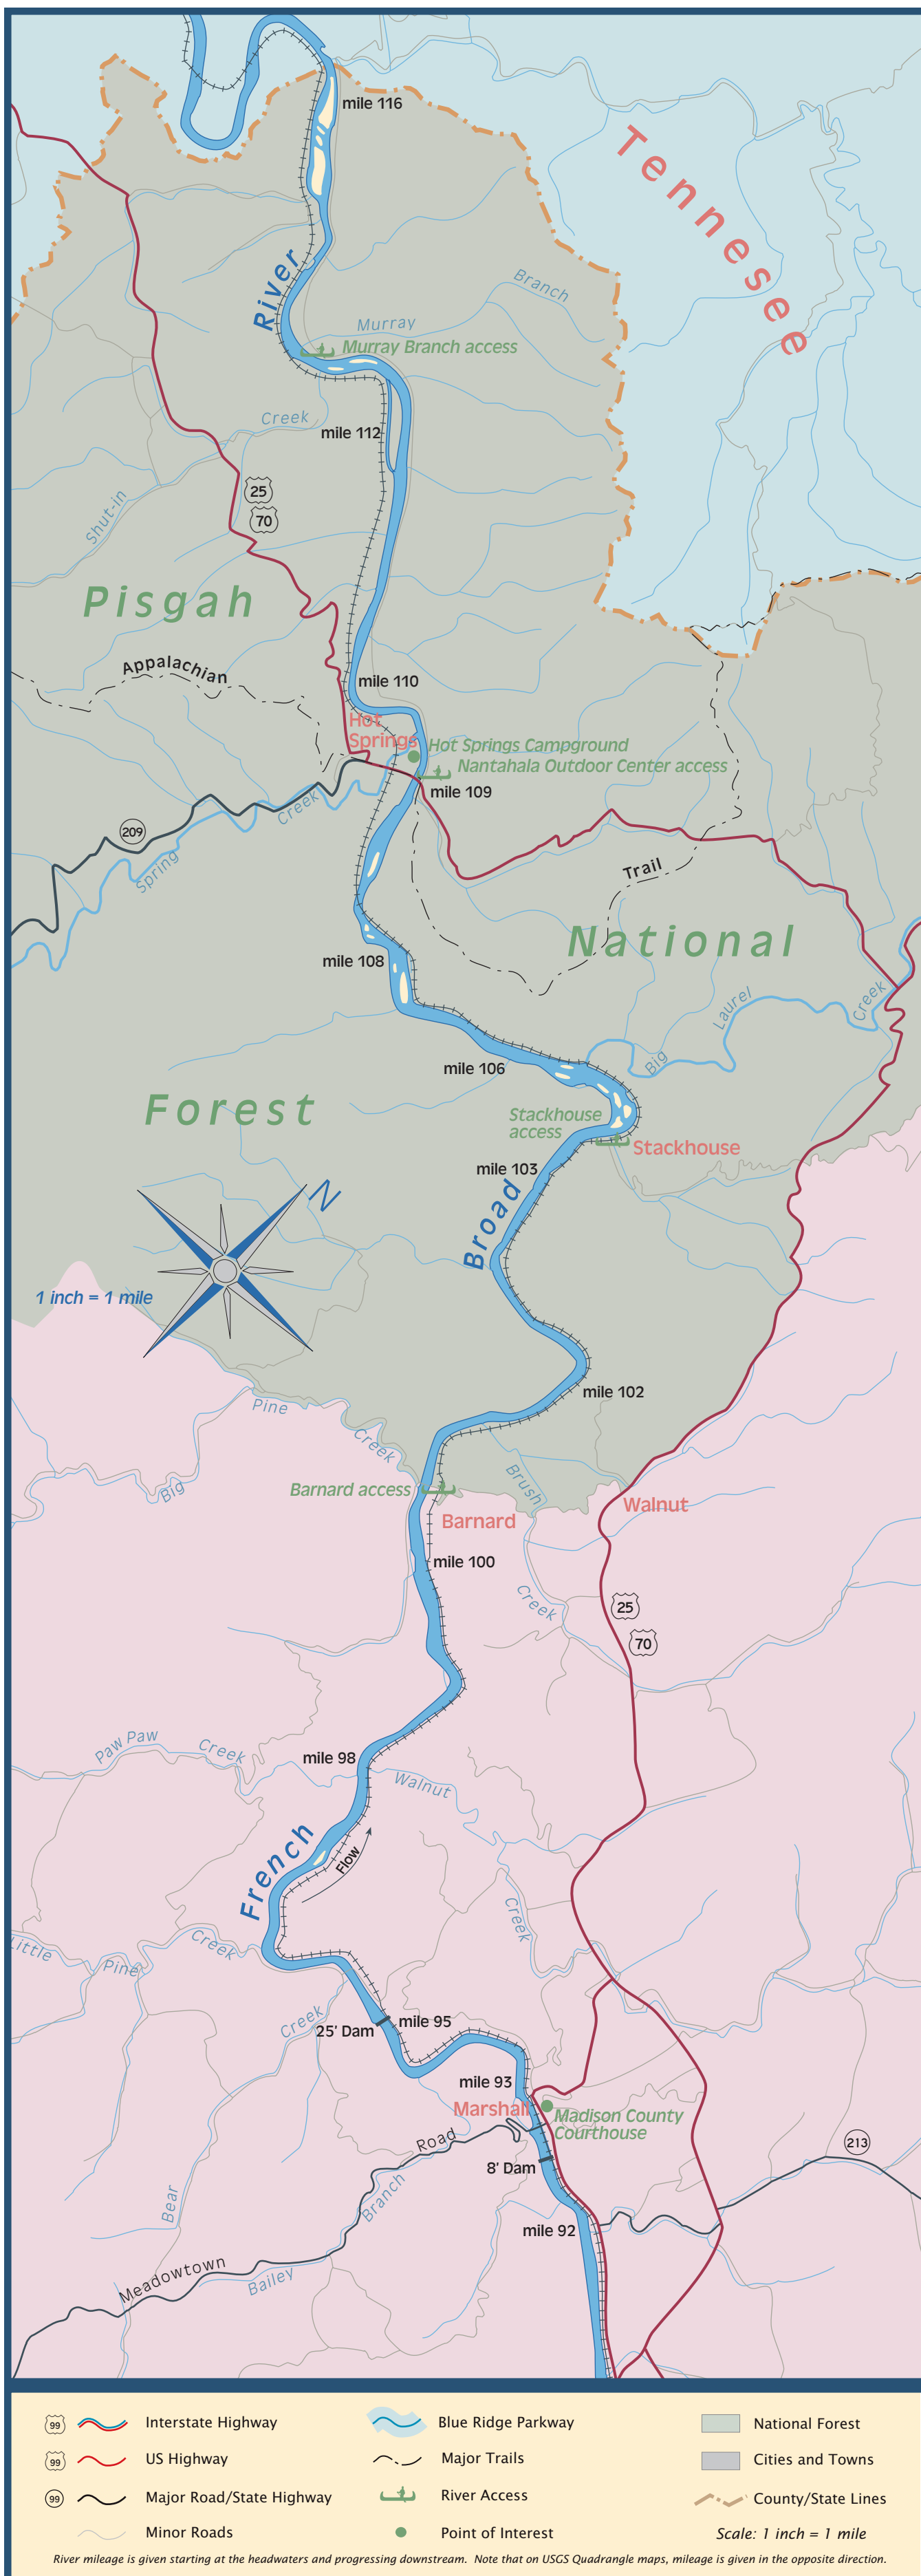 mile 116
Tennessee
River
Branch
Murray
Murray Branch access
Creek
mile 112
25
70
Shut-in
Pisgah
Appalachian
mile 110
Hot
Springs
Hot Springs Campground
Nantahala Outdoor Center access
mile 109
Creek
209
Spring
Trail
National
mile 108
Laurel
Creek
Big
mile 106
Forest
Stackhouse
access
Stackhouse
mile 103
Broad
N
1 inch = 1 mile
mile 102
Pine
Creek
Big
Brush
Barnard access
Walnut
Barnard
mile 100
Creek
25
70
Paw Paw
Creek
mile 98
Walnut
Flow
French
Creek
Creek
Little
Pine
Creek
mile 95
25' Dam
mile 93
Marshall
Madison County
Courthouse
Road
213
8' Dam
Branch
Bear
mile 92
Meadowtown
Bailey
99 Interstate Highway
Blue Ridge Parkway
National Forest
99 US Highway
Major Trails
Cities and Towns
99 Major Road/State Highway
River Access
County/State Lines
Minor Roads
Point of Interest
Scale: 1 inch = 1 mile
River mileage is given starting at the headwaters and progressing downstream. Note that on USGS Quadrangle maps, mileage is given in the opposite direction.